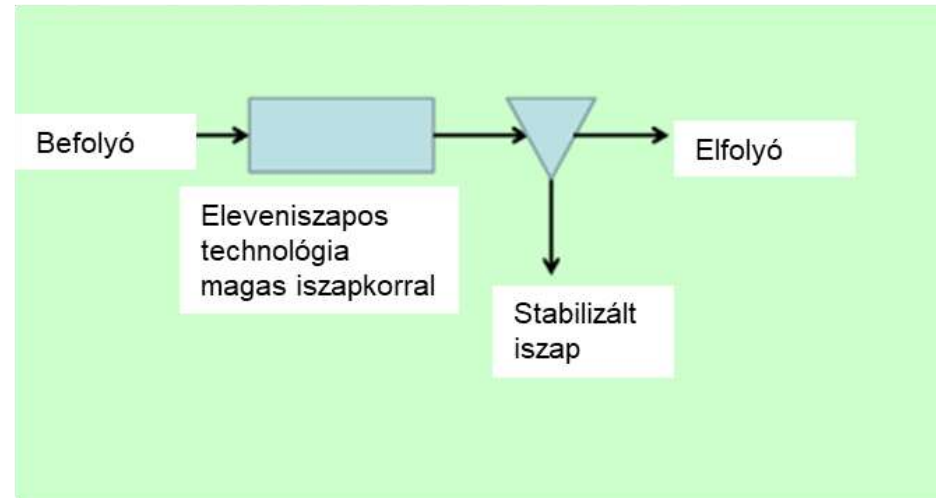 Befolyó
Eleveniszapos
technológia
magas iszapkorral
Elfolyó
Stabilizált
iszap